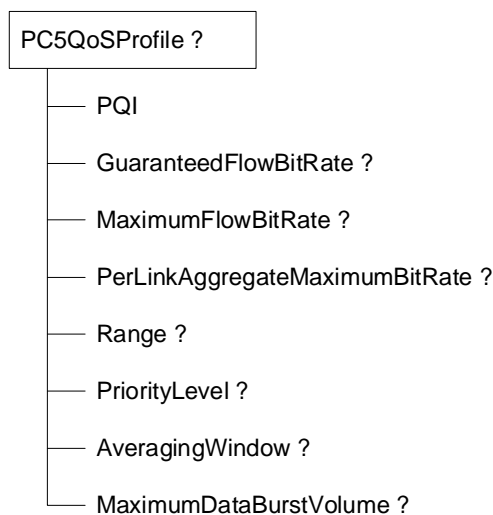 PC5QoSProfile ?
PQI
GuaranteedFlowBitRate ?
MaximumFlowBitRate ?
PerLinkAggregateMaximumBitRate ?
Range ?
PriorityLevel ?
AveragingWindow ?
MaximumDataBurstVolume ?